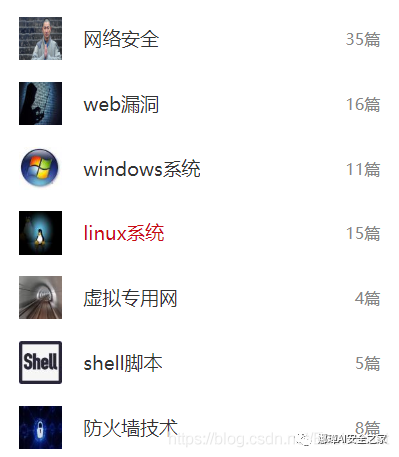 网络安全 35篇
web漏洞 16篇
windows系统 11篇
linux系统 15篇
虚拟专用网 4篇
Shell shell脚本 5篇
防火墙技术 8篇
https://blog.csdn.n
AI安全之家